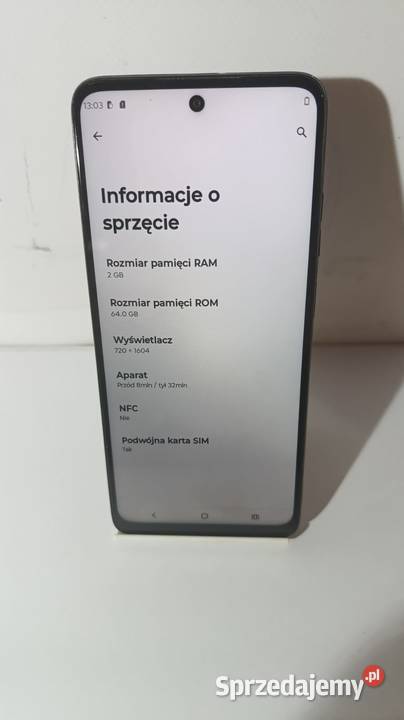 13:03
Informacje o
sprzęcie
Rozmiar pamięci RAM
2 GB
Rozmiar pamięci ROM
64.0 GB
Wyświetlacz
720 * 1604
Aparat
Przód 8mln / tył 32mln
NFC
Nie
Podwójna karta SIM
Tak
Sprzedajemy.pl